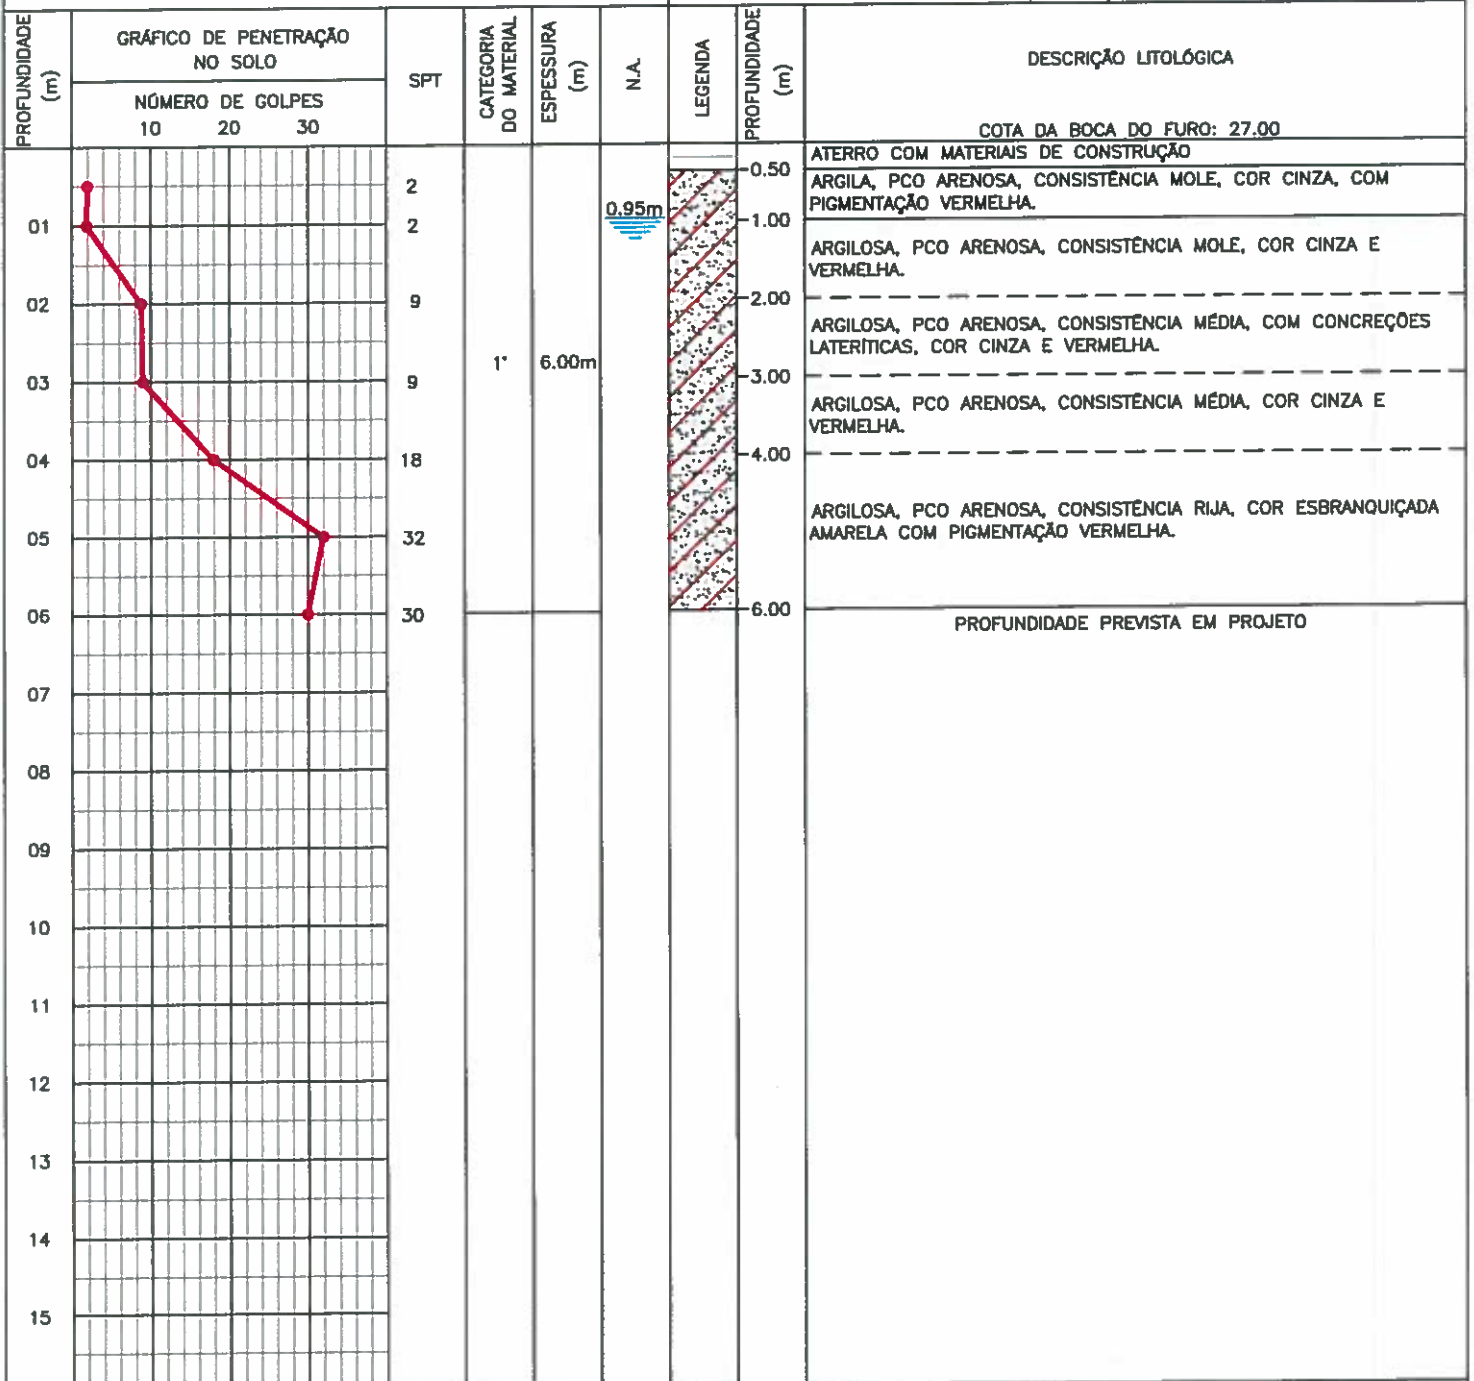 PROFUNDIDADE
(m)
GRÁFICO DE PENETRAÇÃO
NO SOLO
NÚMERO DE GOLPES
10 20 30
SPT
CATEGORIA
DO MATERIAL
ESPESSURA
(m)
N.A.
LEGENDA
PROFUNDIDADE
(m)
DESCRIÇÃO LITOLÓGICA
COTA DA BOCA DO FURO: 27.00
ATERRO COM MATERIAIS DE CONSTRUÇÃO
0.50
2
ARGILA, PCO ARENOSA, CONSISTÊNCIA MOLE, COR CINZA, COM
PIGMENTAÇÃO VERMELHA.
0.95m
1.00
01
2
ARGILOSA, PCO ARENOSA, CONSISTÊNCIA MOLE, COR CINZA E
VERMELHA.
02
9
2.00
ARGILOSA, PCO ARENOSA, CONSISTÊNCIA MÉDIA, COM CONCREÇÕES
LATERÍTICAS, COR CINZA E VERMELHA.
1ª
6.00m
03
9
3.00
ARGILOSA, PCO ARENOSA, CONSISTÊNCIA MÉDIA, COR CINZA E
VERMELHA.
04
18
4.00
ARGILOSA, PCO ARENOSA, CONSISTÊNCIA RIJA, COR ESBRANQUIÇADA
AMARELA COM PIGMENTAÇÃO VERMELHA.
05
32
06
30
6.00
PROFUNDIDADE PREVISTA EM PROJETO
07
08
09
10
11
12
13
14
15